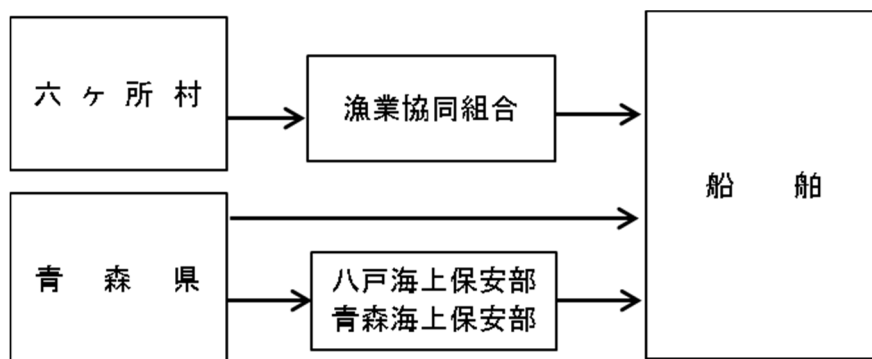 六ヶ所村
漁業協同組合
船舶
青森県
八戸海上保安部
青森海上保安部